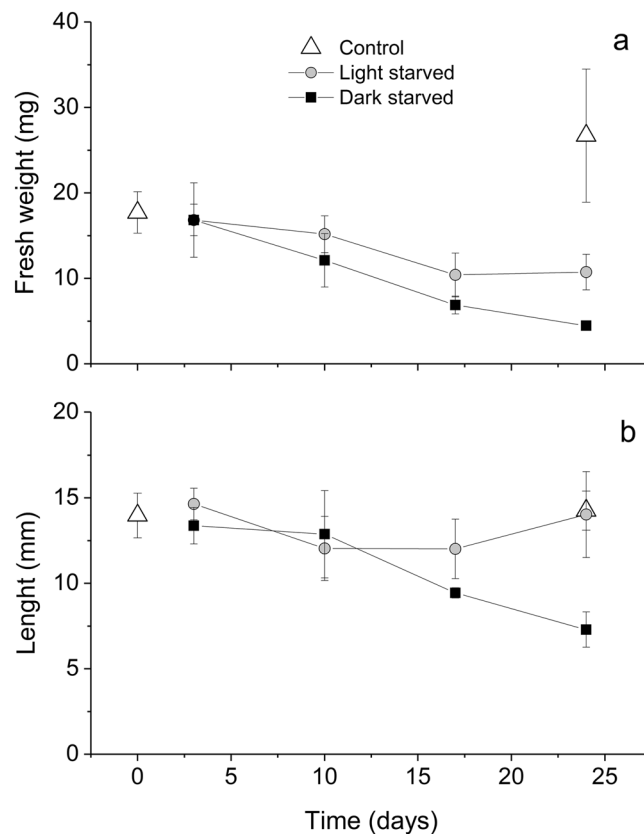 40
a
Control
Light starved
Dark starved
30
20
10
0
Fresh weight (mg)
20
b
15
10
5
0
Lenght (mm)
0 5 10 15 20 25
Time (days)